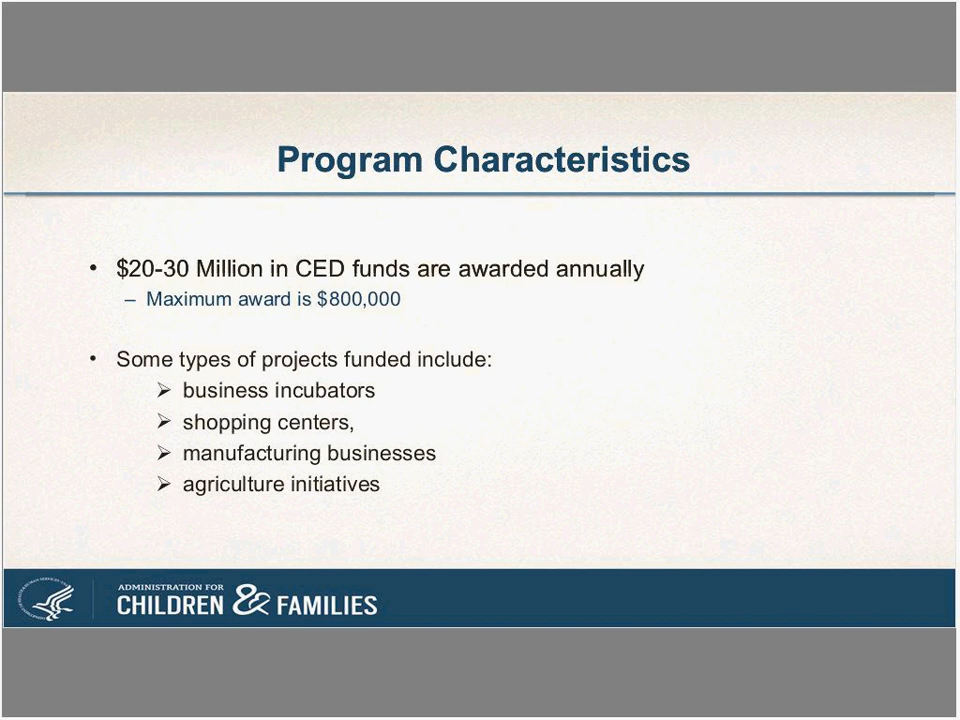 Program Characteristics
• $20-30 Million in CED funds are awarded annually
– Maximum award is $800,000
• Some types of projects funded include:
➢ business incubators
➢ shopping centers,
➢ manufacturing businesses
➢ agriculture initiatives
ADMINISTRATION FOR
CHILDREN & FAMILIES